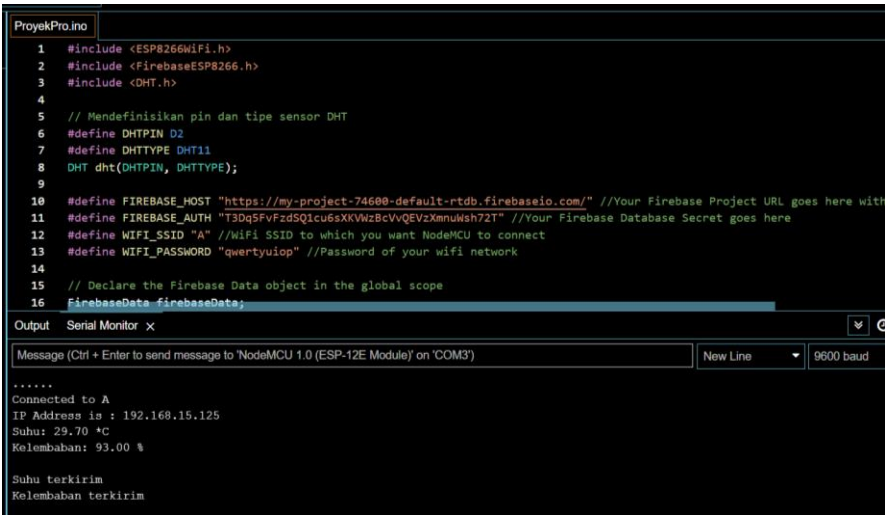 ProyekPro.ino
1 #include <ESP8266WiFi.h>
2 #include <FirebaseESP8266.h>
3 #include <DHT.h>
4
5 // Mendefinisikan pin dan tipe sensor DHT
6 #define DHTPIN D2
7 #define DHTTYPE DHT11
8 DHT dht(DHTPIN, DHTTYPE);
9
10 #define FIREBASE_HOST "https://my-project-74600-default-rtdb.firebaseio.com/" //Your Firebase Project URL goes here with
11 #define FIREBASE_AUTH "T3Dq5FvFzdSQ1cu6sXKVWzBcVvQEVzXmnuWsh72T" //Your Firebase Database Secret goes here
12 #define WIFI_SSID "A" //WiFi SSID to which you want NodeMCU to connect
13 #define WIFI_PASSWORD "qwertyuiop" //Password of your wifi network
14
15 // Declare the Firebase Data object in the global scope
16 FirebaseData firebaseData;
Output Serial Monitor ×
Message (Ctrl + Enter to send message to 'NodeMCU 1.0 (ESP-12E Module)' on 'COM3') New Line 9600 baud
......
Connected to A
IP Address is : 192.168.15.125
Suhu: 29.70 *C
Kelembaban: 93.00 %
Suhu terkirim
Kelembaban terkirim